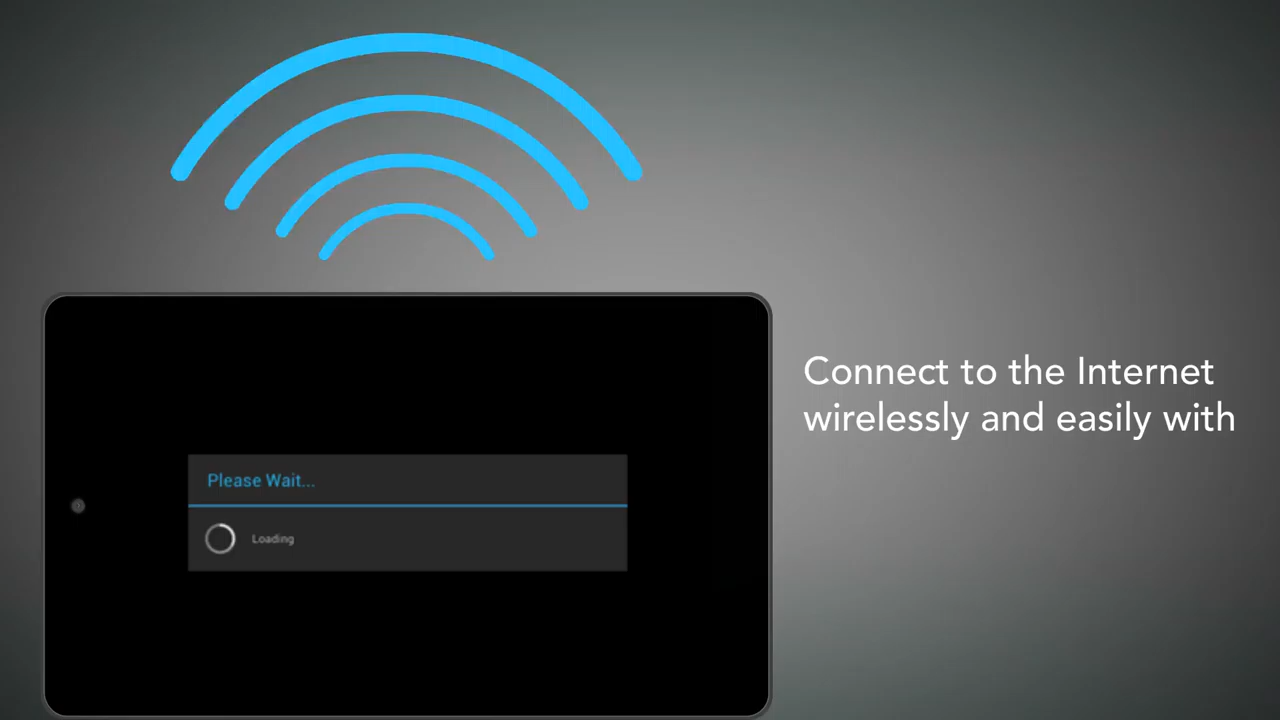 Connect to the Internet
wirelessly and easily with
Please Wait...
Loading